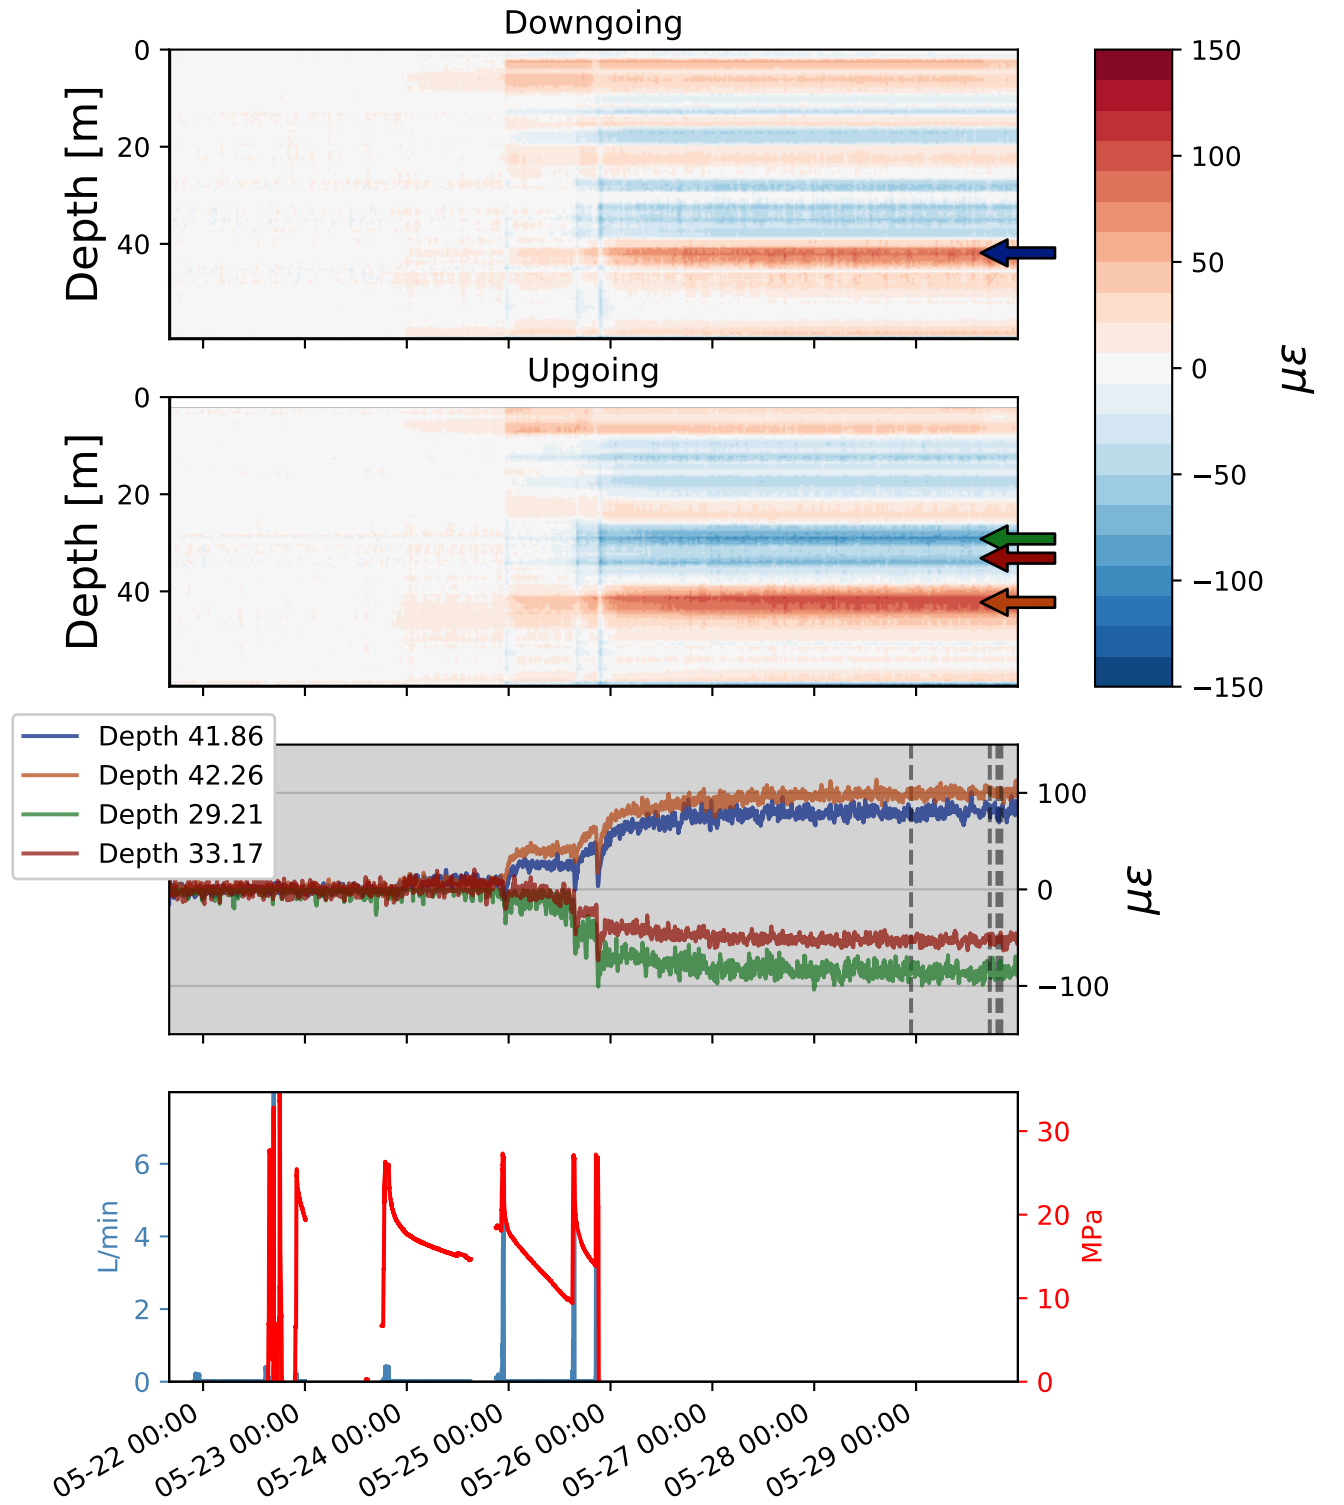 Downgoing
0
20
40
Depth [m]
150
100
50
0
−50
−100
−150
με
Upgoing
0
20
40
Depth [m]
Depth 41.86
Depth 42.26
Depth 29.21
Depth 33.17
100
0
−100
με
6
4
2
0
L/min
30
20
10
0
MPa
05-22 00:00
05-23 00:00
05-24 00:00
05-25 00:00
05-26 00:00
05-27 00:00
05-28 00:00
05-29 00:00